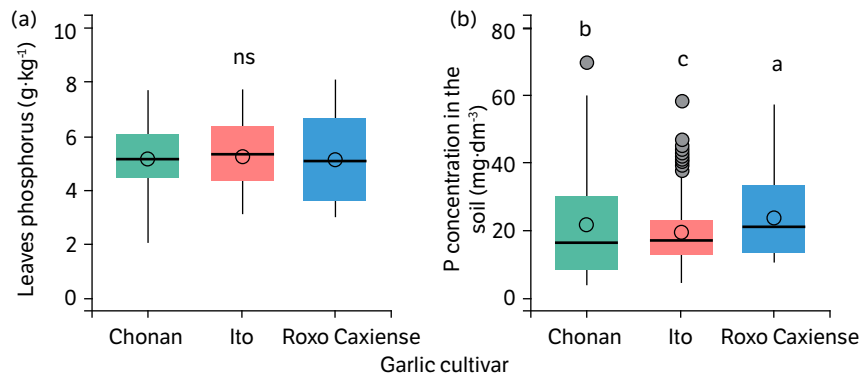 (a)
Leaves phosphorus (g·kg⁻¹)
10
8
6
4
2
0
ns
Chonan
Ito
Roxo Caxiense
(b)
P concentration in the
soil (mg·dm⁻³)
80
60
40
20
0
b
c
a
Chonan
Ito
Roxo Caxiense
Garlic cultivar